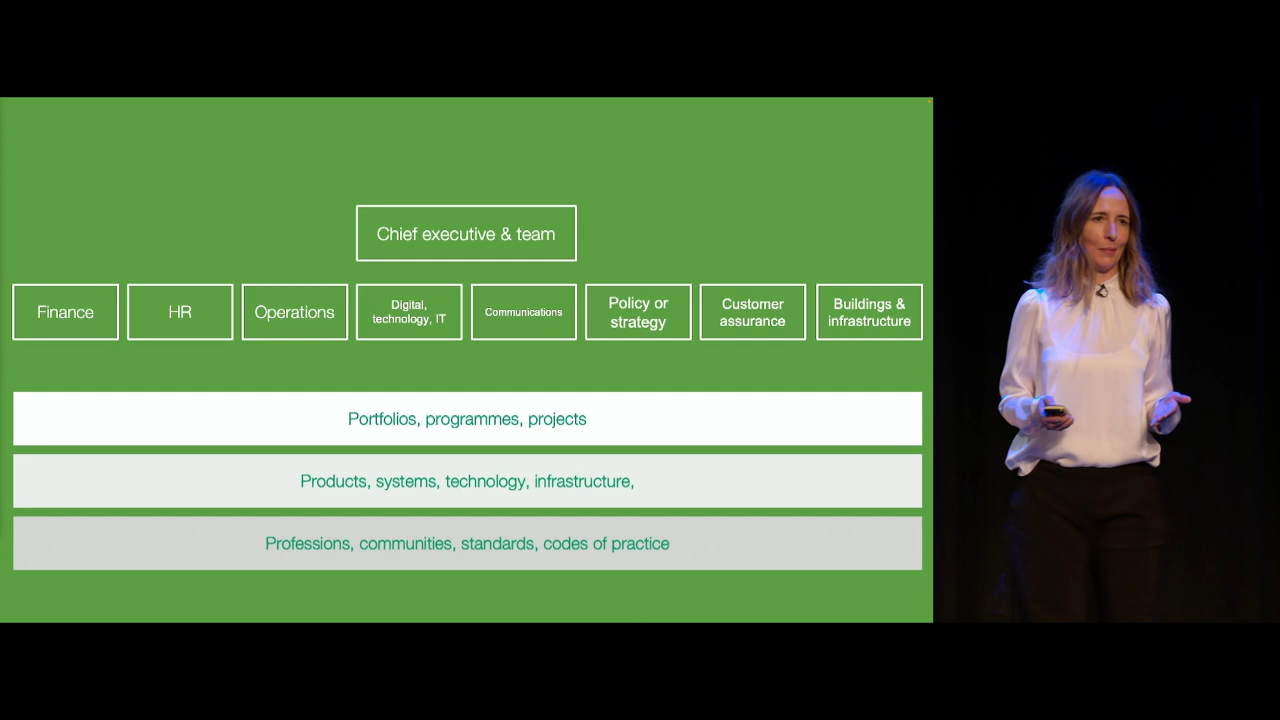 Chief executive & team
Finance
HR
Operations
Digital,
technology, IT
Communications
Policy or
strategy
Customer
assurance
Buildings &
infrastructure
Portfolios, programmes, projects
Products, systems, technology, infrastructure,
Professions, communities, standards, codes of practice